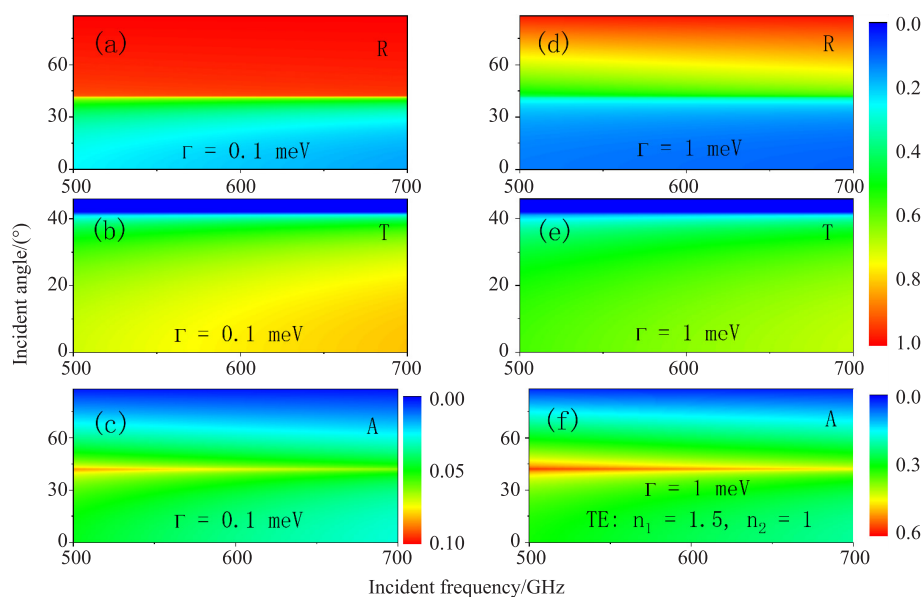 (a)
R
60
30
0
Γ = 0.1 meV
500
600
700
(d)
R
60
30
0
Γ = 1 meV
500
600
700
0.0
0.2
0.4
0.6
0.8
1.0
Incident angle/(°)
(b)
T
40
20
0
Γ = 0.1 meV
500
600
700
(e)
T
40
20
0
Γ = 1 meV
500
600
700
(c)
A
60
30
0
Γ = 0.1 meV
500
600
700
0.00
0.05
0.10
(f)
A
60
30
0
Γ = 1 meV
TE: n₁ = 1.5, n₂ = 1
500
600
700
0.0
0.3
0.6
Incident frequency/GHz